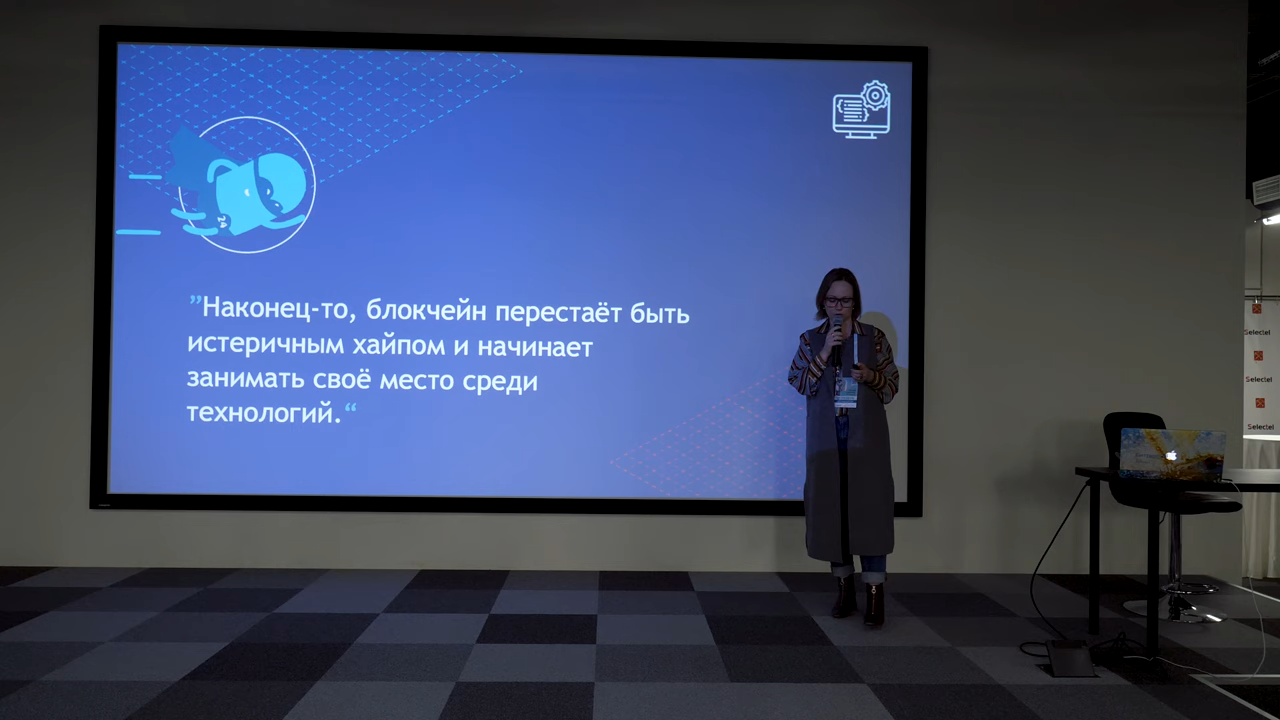 ”Наконец-то, блокчейн перестаёт быть
истеричным хайпом и начинает
занимать своё место среди
технологий.“
Selectel
Selectel
Selectel